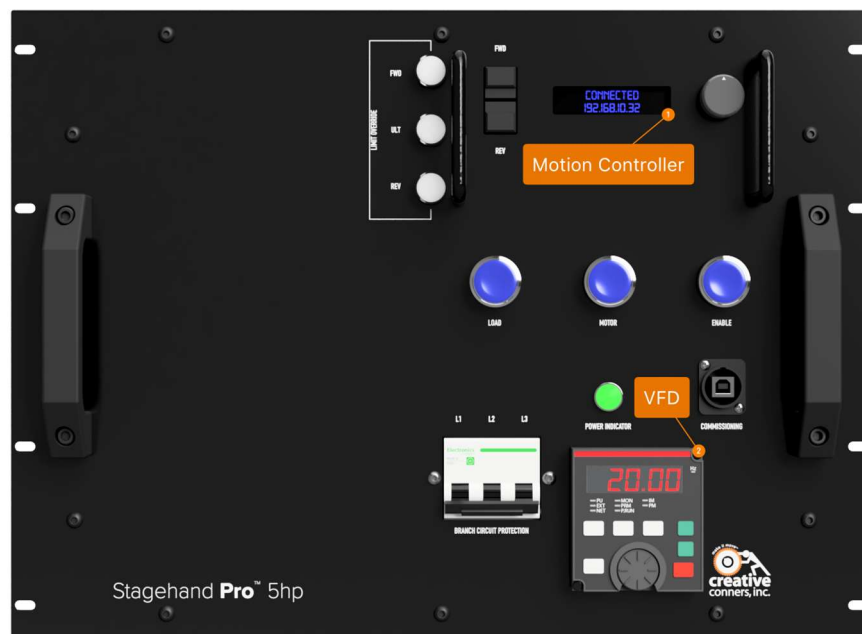 FWD
FWD
LIMIT OVERRIDE
ULT
REV
REV
CONNECTED
192.168.10.32
1
Motion Controller
LOAD
MOTOR
ENABLE
POWER INDICATOR
VFD
COMMISSIONING
2
L1 L2 L3
20.00
PU MON IM
EXT PRM PM
NET P.RUN
BRANCH CIRCUIT PROTECTION
Stagehand Pro™ 5hp
creative
conners, inc.